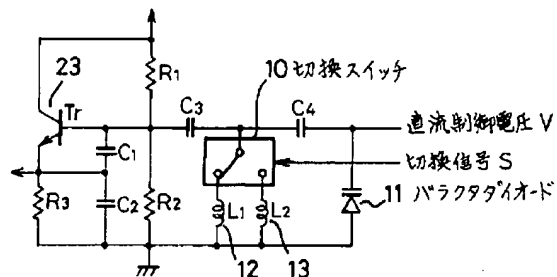 23
Tr
R1
10 切換スイッチ
C3
C4
C1
直流制御電圧 V
切換信号 S
11 バラクタダイオード
R3
C2
R2
L1
L2
12
13